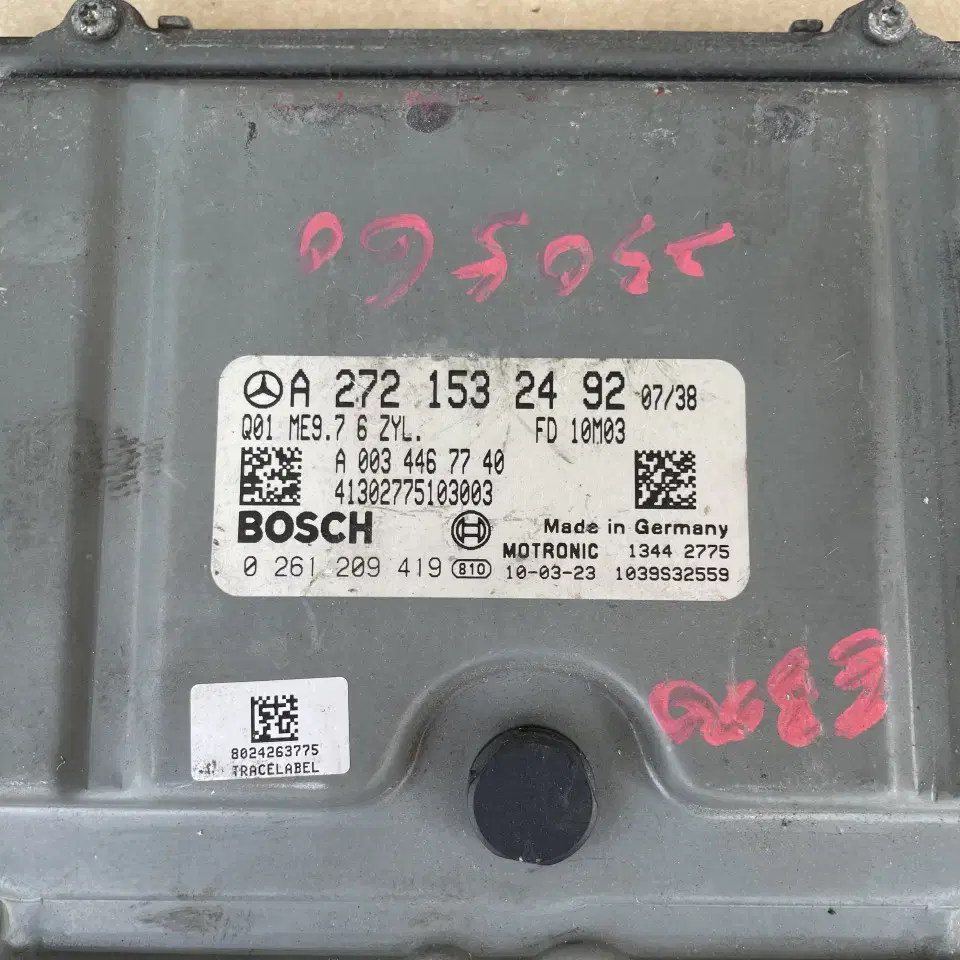 A 272 153 24 92 07/38
Q01 ME9.7 6 ZYL. FD 10M03
A 003 446 77 40
41302775103003
BOSCH Made in Germany
MOTRONIC 1344 2775
0 261 209 419 810 10-03-23 1039S32559
8024263775
TRACELABEL